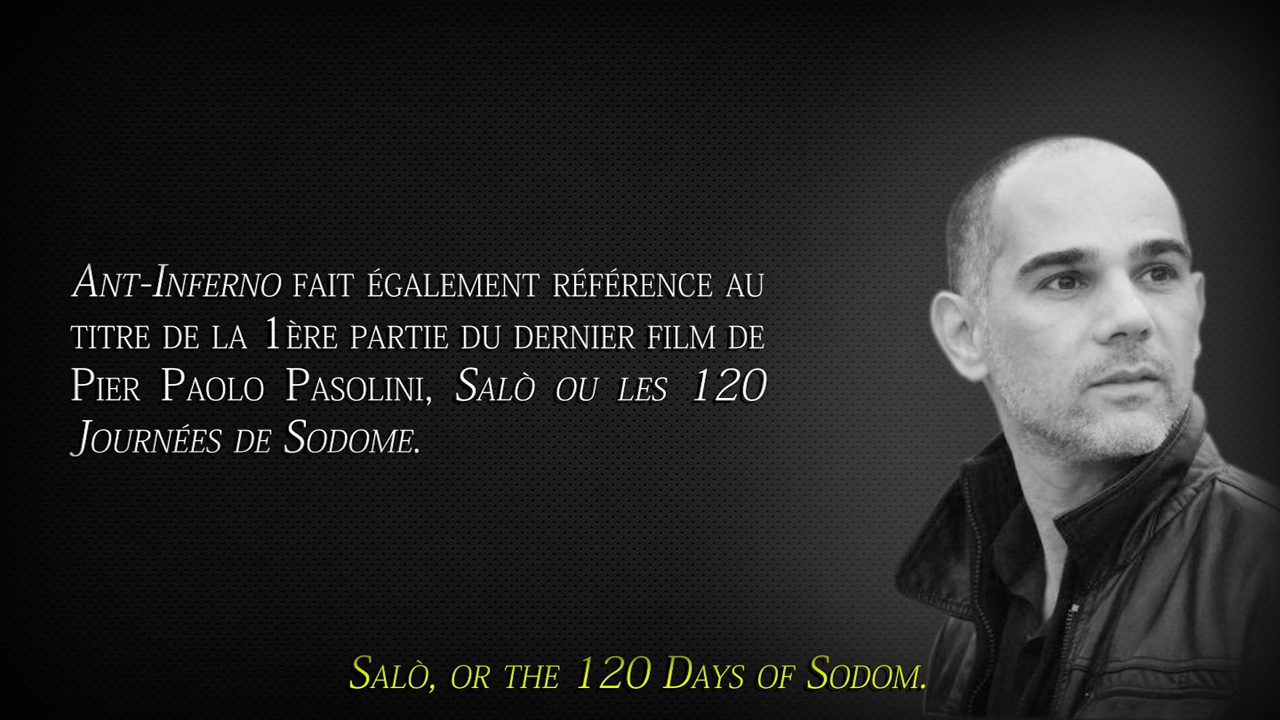 Ant-Inferno fait également référence au
titre de la 1ère partie du dernier film de
Pier Paolo Pasolini, Salò ou les 120
Journées de Sodome.
Salò, or the 120 Days of Sodom.